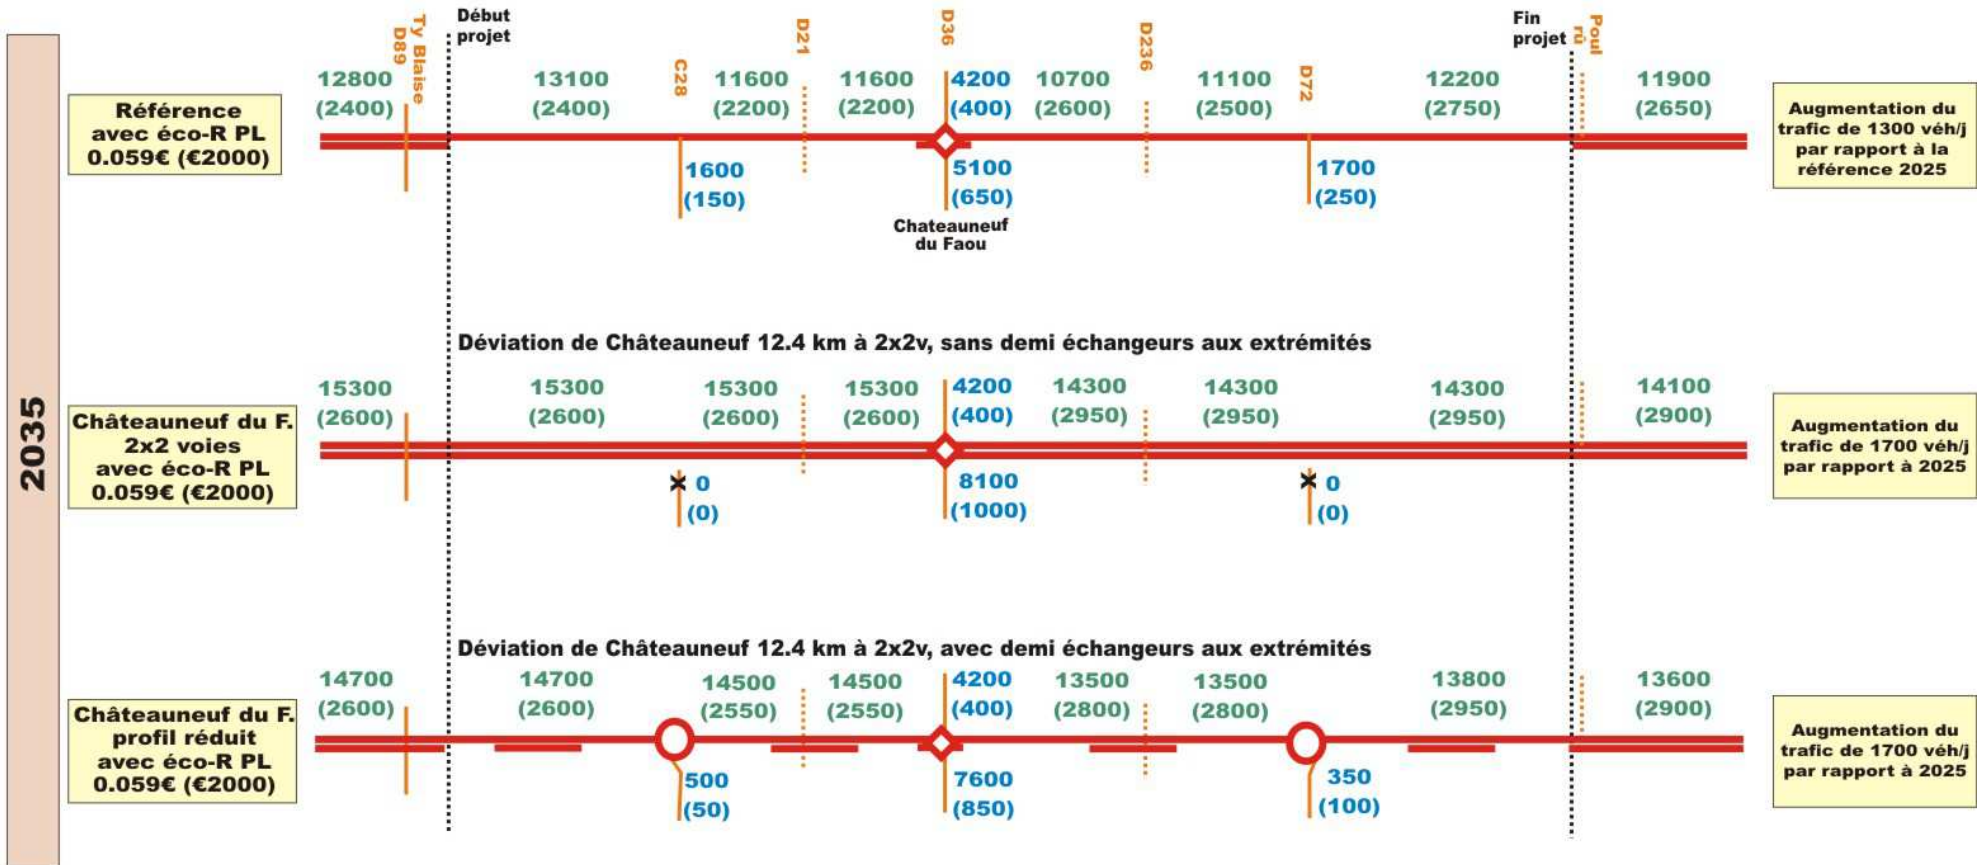 2035
Ty Blaise
D89
Début
projet
C28
D21
D36
D236
D72
Fin
projet
Poul
rû
Référence
avec éco-R PL
0.059€ (€2000)
12800
(2400)
13100
(2400)
11600
(2200)
11600
(2200)
4200
(400)
10700
(2600)
11100
(2500)
12200
(2750)
11900
(2650)
1600
(150)
5100
(650)
1700
(250)
Chateauneuf
du Faou
Augmentation du
trafic de 1300 véh/j
par rapport à la
référence 2025
Déviation de Châteauneuf 12.4 km à 2x2v, sans demi échangeurs aux extrémités
Châteauneuf du F.
2x2 voies
avec éco-R PL
0.059€ (€2000)
15300
(2600)
15300
(2600)
15300
(2600)
15300
(2600)
4200
(400)
14300
(2950)
14300
(2950)
14300
(2950)
14100
(2900)
x 0
(0)
8100
(1000)
x 0
(0)
Augmentation du
trafic de 1700 véh/j
par rapport à 2025
Déviation de Châteauneuf 12.4 km à 2x2v, avec demi échangeurs aux extrémités
Châteauneuf du F.
profil réduit
avec éco-R PL
0.059€ (€2000)
14700
(2600)
14700
(2600)
14500
(2550)
14500
(2550)
4200
(400)
13500
(2800)
13500
(2800)
13800
(2950)
13600
(2900)
500
(50)
7600
(850)
350
(100)
Augmentation du
trafic de 1700 véh/j
par rapport à 2025